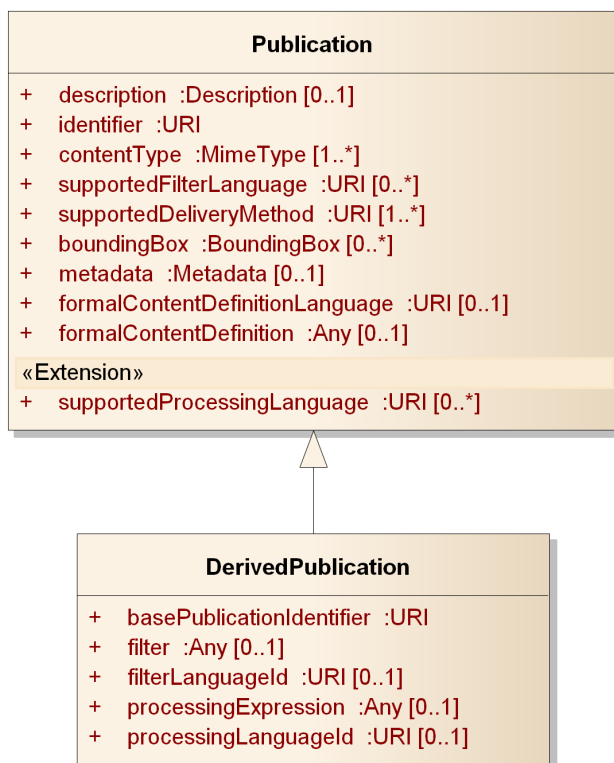 Publication
+ description :Description [0..1]
+ identifier :URI
+ contentType :MimeType [1..*]
+ supportedFilterLanguage :URI [0..*]
+ supportedDeliveryMethod :URI [1..*]
+ boundingBox :BoundingBox [0..*]
+ metadata :Metadata [0..1]
+ formalContentDefinitionLanguage :URI [0..1]
+ formalContentDefinition :Any [0..1]
«Extension»
+ supportedProcessingLanguage :URI [0..*]
DerivedPublication
+ basePublicationIdentifier :URI
+ filter :Any [0..1]
+ filterLanguageId :URI [0..1]
+ processingExpression :Any [0..1]
+ processingLanguageId :URI [0..1]